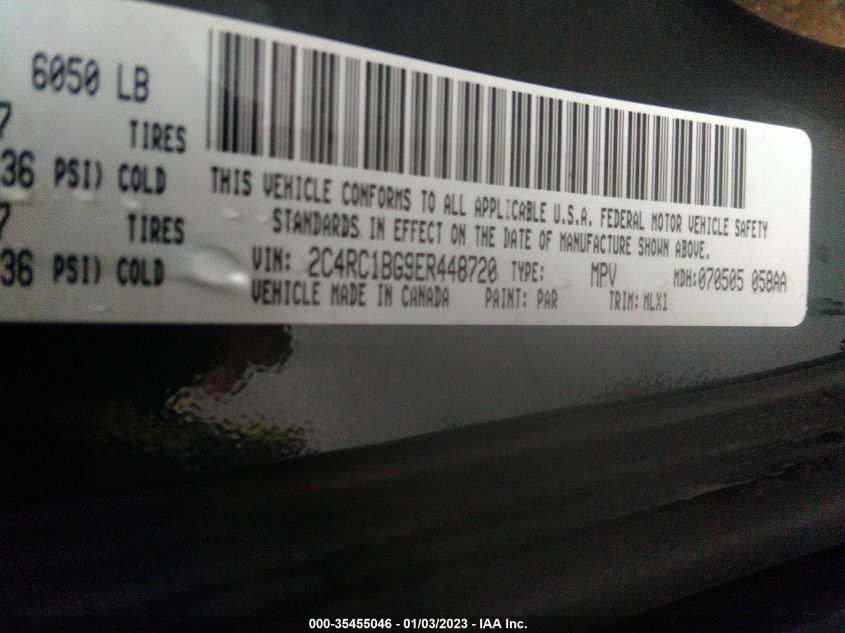 6050 LB
7 TIRES
36 PSI) COLD
7 TIRES
36 PSI) COLD
THIS VEHICLE CONFORMS TO ALL APPLICABLE U.S.A. FEDERAL MOTOR VEHICLE SAFETY
STANDARDS IN EFFECT ON THE DATE OF MANUFACTURE SHOWN ABOVE.
VIN: 2C4RC1BG9ER448720 TYPE: MPV MDH:070505 058AA
VEHICLE MADE IN CANADA PAINT: PAR TRIM: MLX1
000-35455046 - 01/03/2023 - IAA Inc.